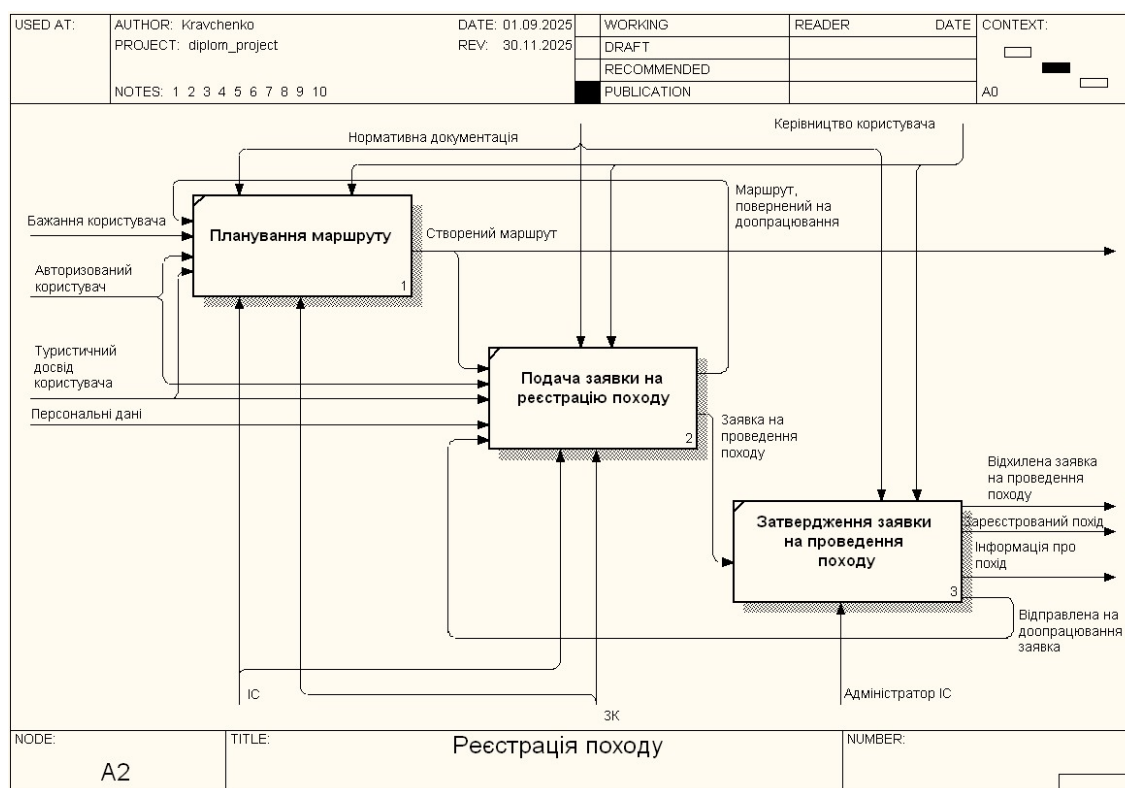 USED AT:
AUTHOR: Kravchenko
DATE: 01.09.2025
PROJECT: diplom_project
REV: 30.11.2025
NOTES: 1 2 3 4 5 6 7 8 9 10
WORKING
DRAFT
RECOMMENDED
PUBLICATION
READER
DATE
CONTEXT:
A0
Нормативна документація
Керівництво користувача
Бажання користувача
Планування маршруту
1
Створений маршрут
Маршрут,
повернений на
доопрацювання
Авторизований
користувач
Туристичний
досвід
користувача
Персональні дані
Подача заявки на
реєстрацію походу
2
Заявка на
проведення
походу
Затвердження заявки
на проведення
походу
3
Відхилена заявка
на проведення
походу
Зареєстрований похід
Інформація про
похід
Відправлена на
доопрацювання
заявка
ІС
ЗК
Адміністратор ІС
NODE:
A2
TITLE:
Реєстрація походу
NUMBER: